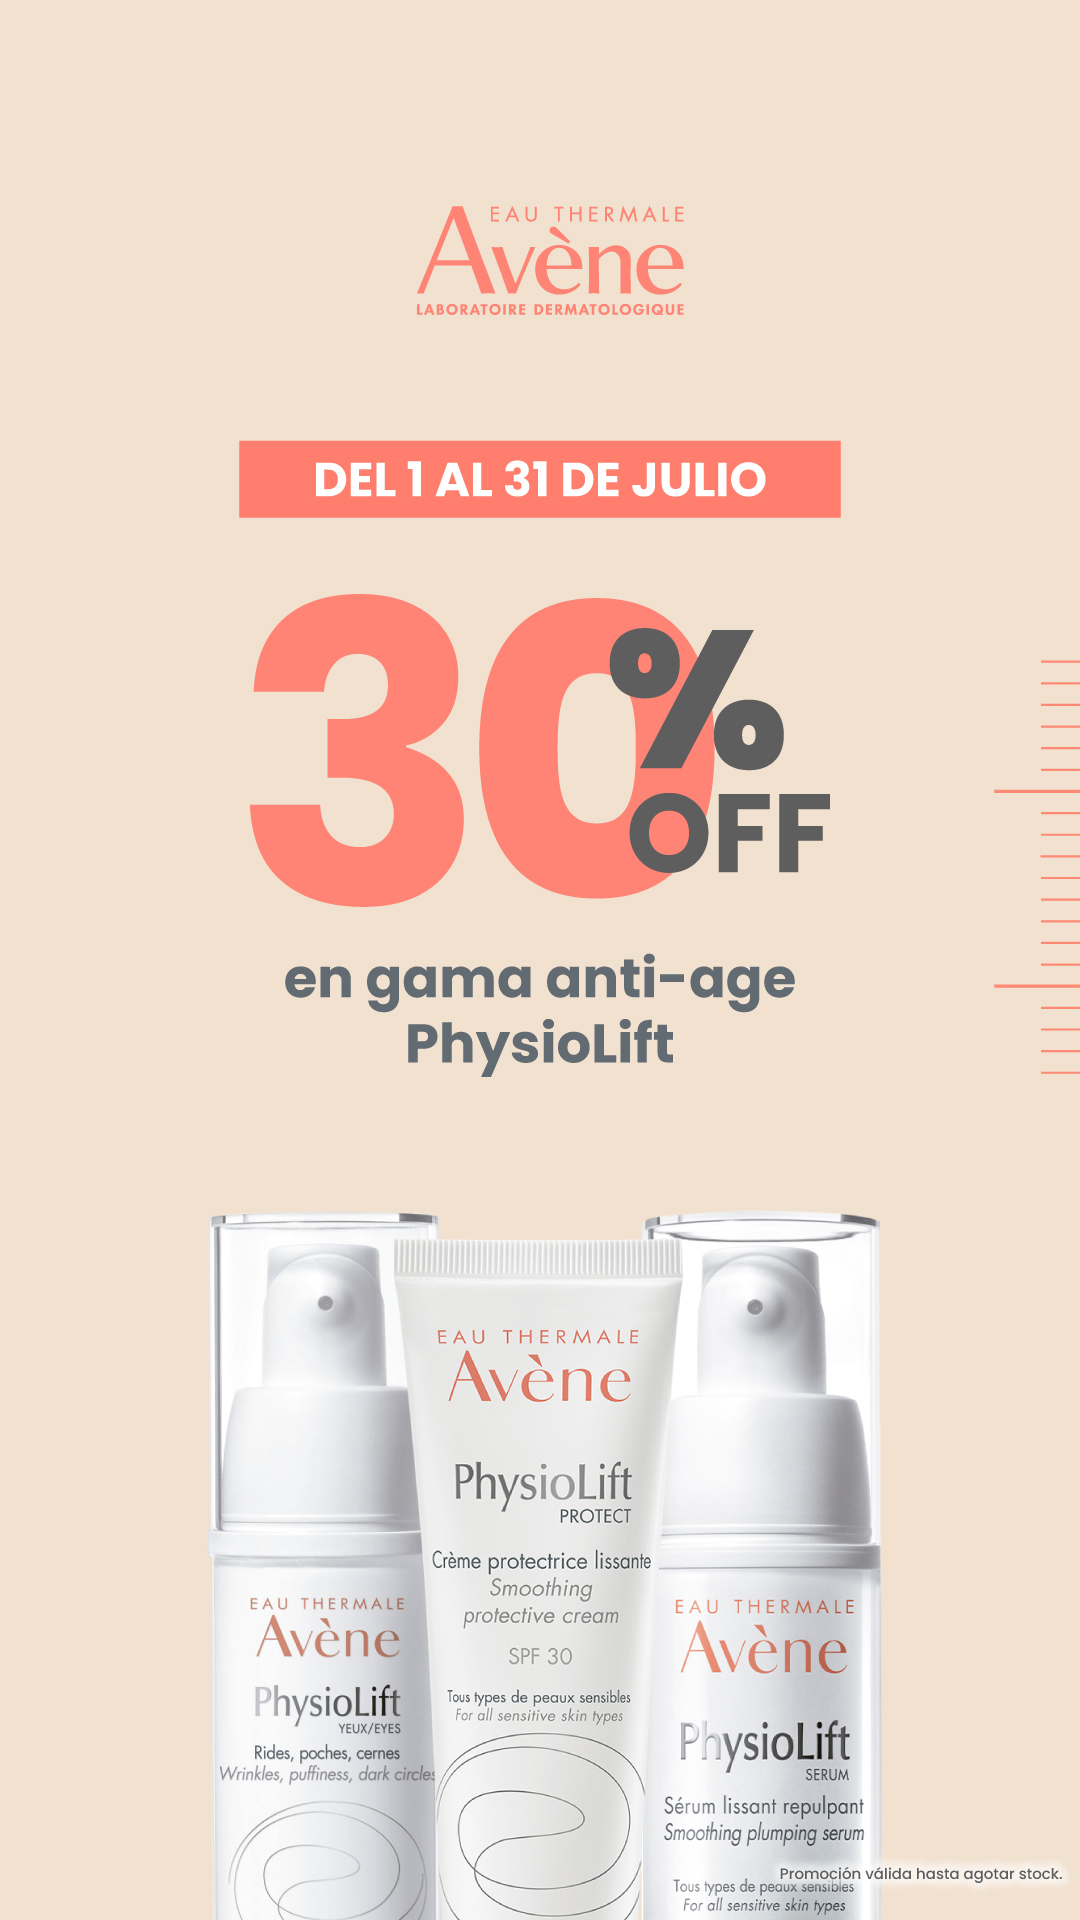 EAU THERMALE
Avène
LABORATOIRE DERMATOLOGIQUE
DEL 1 AL 31 DE JULIO
30%
OFF
en gama anti-age
PhysioLift
EAU THERMALE
Avène
PhysioLift
YEUX/EYES
Rides, poches, cernes
Wrinkles, puffiness, dark circles
EAU THERMALE
Avène
PhysioLift
PROTECT
Crème protectrice lissante
Smoothing
protective cream
SPF 30
Tous types de peaux sensibles
For all sensitive skin types
EAU THERMALE
Avène
PhysioLift
SERUM
Sérum lissant repulpant
Smoothing plumping serum
Tous types de peaux sensibles
For all sensitive skin types
Promoción válida hasta agotar stock.